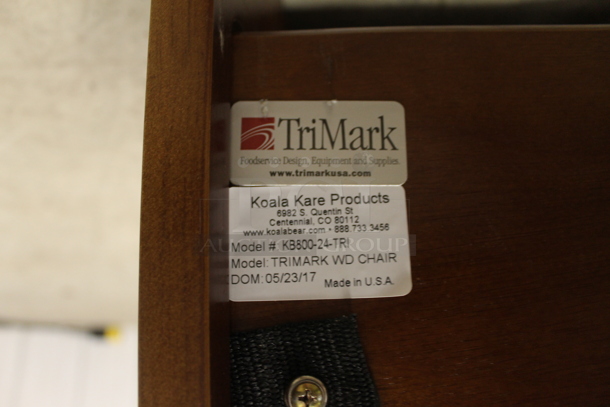 TriMark
Foodservice Design, Equipment and Supplies.
www.trimarkusa.com
Koala Kare Products
6982 S. Quentin St
Centennial, CO 80112
www.koalabear.com • 888.733 3456
Model #: KB800-24-TRI
Model: TRIMARK WD CHAIR
DOM: 05/23/17
Made in U.S.A.